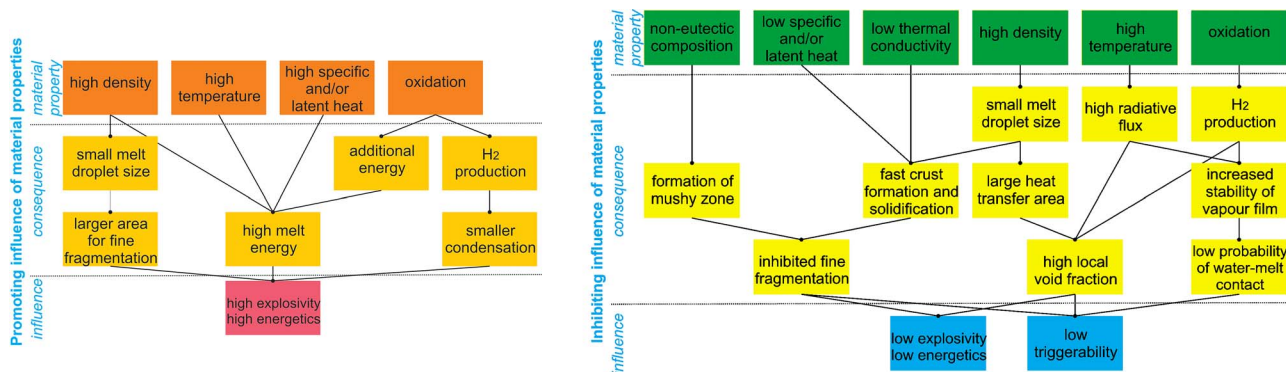 Promoting influence of material properties
material
property
consequence
influence
high density
high
temperature
high specific
and/or
latent heat
oxidation
small melt
droplet size
additional
energy
H2
production
larger area
for fine
fragmentation
high melt
energy
smaller
condensation
high explosivity
high energetics
Inhibiting influence of material properties
material
property
consequence
influence
non-eutectic
composition
low specific
and/or
latent heat
low thermal
conductivity
high density
high
temperature
oxidation
small melt
droplet size
high radiative
flux
H2
production
formation of
mushy zone
fast crust
formation and
solidification
large heat
transfer area
increased
stability of
vapour film
inhibited fine
fragmentation
high local
void fraction
low probability
of water-melt
contact
low explosivity
low energetics
low
triggerability